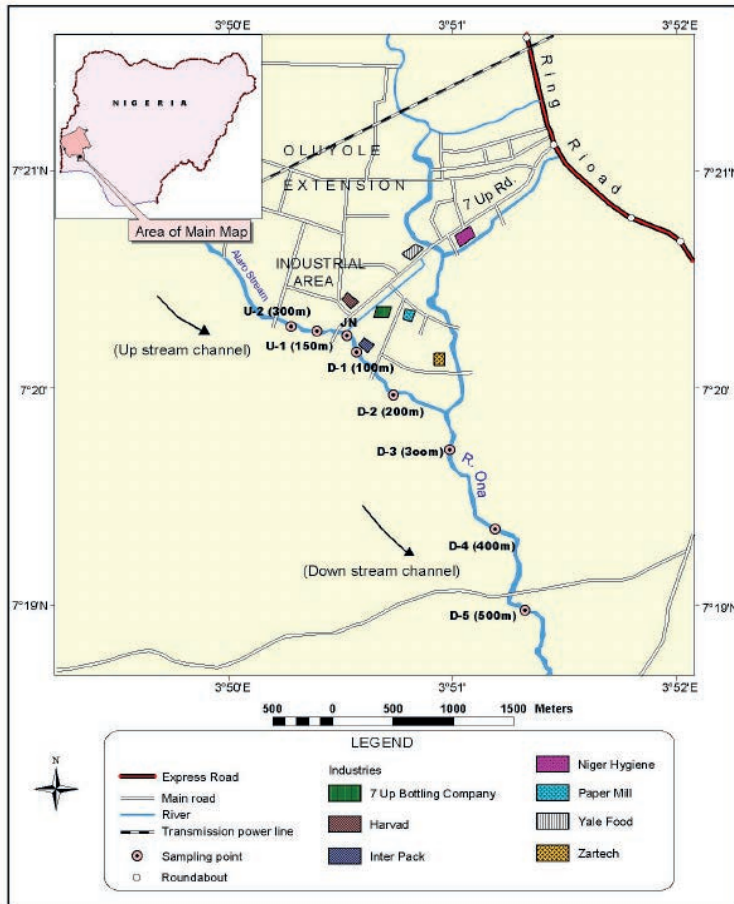 3°50'E
3°51'
3°52'E
NIGERIA
Area of Main Map
Ring
Rioad
OLUYOLE
EXTENSION
7°21'N
7°21'N
7 Up Rd.
Alaro Stream
INDUSTRIAL
AREA
U-2 (300m)
JN
(Up stream channel)
U-1 (150m)
D-1 (100m)
7°20'
7°20'
D-2 (200m)
D-3 (3oom)
R. Ona
D-4 (400m)
(Down stream channel)
7°19'N
7°19'N
D-5 (500m)
3°50'E
3°51'
3°52'E
500 0 500 1000 1500 Meters
LEGEND
N
Express Road
Main road
River
Transmission power line
Sampling point
Roundabout
Industries
7 Up Bottling Company
Harvad
Inter Pack
Niger Hygiene
Paper Mill
Yale Food
Zartech